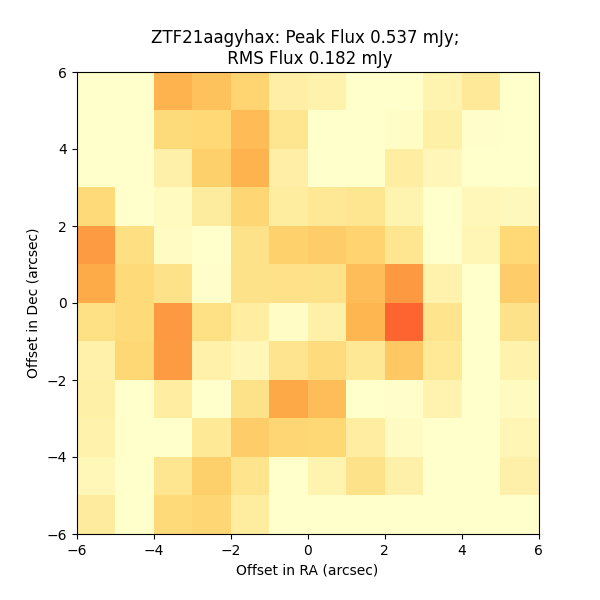 ZTF21aagyhax: Peak Flux 0.537 mJy;
RMS Flux 0.182 mJy
6
4
2
0
−2
−4
−6
Offset in Dec (arcsec)
−6 −4 −2 0 2 4 6
Offset in RA (arcsec)